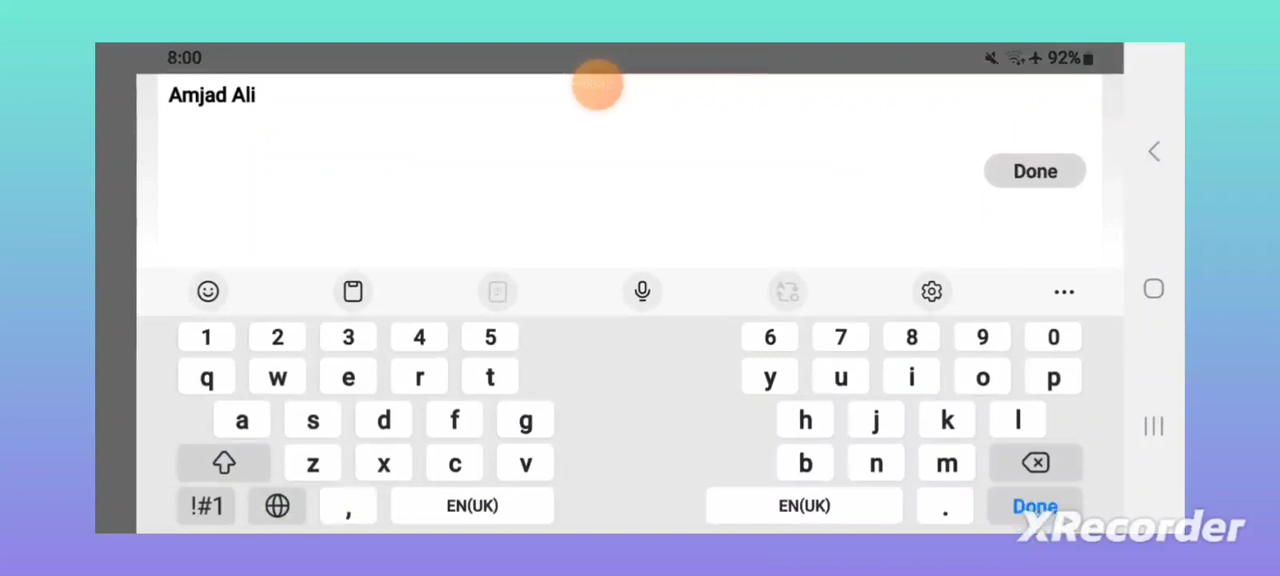 8:00 92%
Amjad Ali
Done
1 2 3 4 5 6 7 8 9 0
q w e r t y u i o p
a s d f g h j k l
z x c v b n m
!#1 , EN(UK) EN(UK) . Done
XRecorder